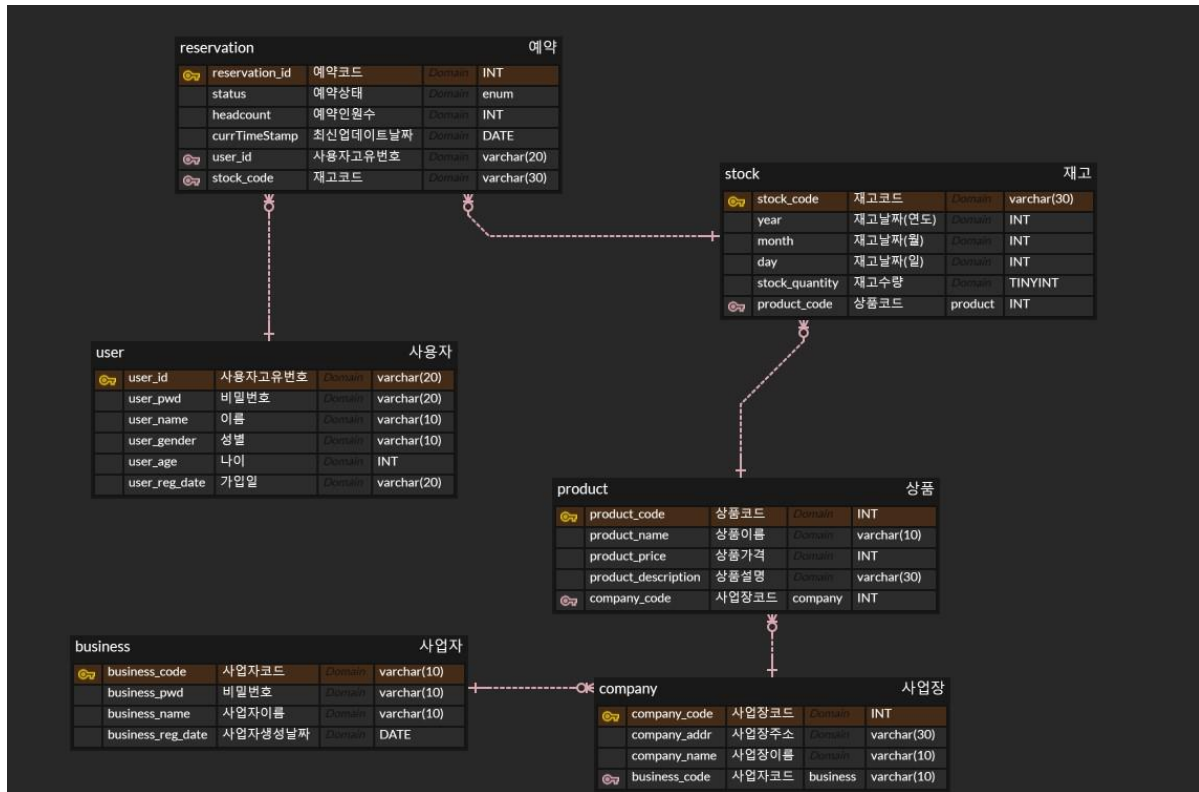 reservation 예약
reservation_id 예약코드 Domain INT
status 예약상태 Domain enum
headcount 예약인원수 Domain INT
currTimeStamp 최신업데이트날짜 Domain DATE
user_id 사용자고유번호 Domain varchar(20)
stock_code 재고코드 Domain varchar(30)
stock 재고
stock_code 재고코드 Domain varchar(30)
year 재고날짜(연도) Domain INT
month 재고날짜(월) Domain INT
day 재고날짜(일) Domain INT
stock_quantity 재고수량 Domain TINYINT
product_code 상품코드 product INT
user 사용자
user_id 사용자고유번호 Domain varchar(20)
user_pwd 비밀번호 Domain varchar(20)
user_name 이름 Domain varchar(10)
user_gender 성별 Domain varchar(10)
user_age 나이 Domain INT
user_reg_date 가입일 Domain varchar(20)
product 상품
product_code 상품코드 Domain INT
product_name 상품이름 Domain varchar(10)
product_price 상품가격 Domain INT
product_description 상품설명 Domain varchar(30)
company_code 사업장코드 company INT
business 사업자
business_code 사업자코드 Domain varchar(10)
business_pwd 비밀번호 Domain varchar(10)
business_name 사업자이름 Domain varchar(10)
business_reg_date 사업자생성날짜 Domain DATE
company 사업장
company_code 사업장코드 Domain INT
company_addr 사업장주소 Domain varchar(30)
company_name 사업장이름 Domain varchar(10)
business_code 사업자코드 business varchar(10)